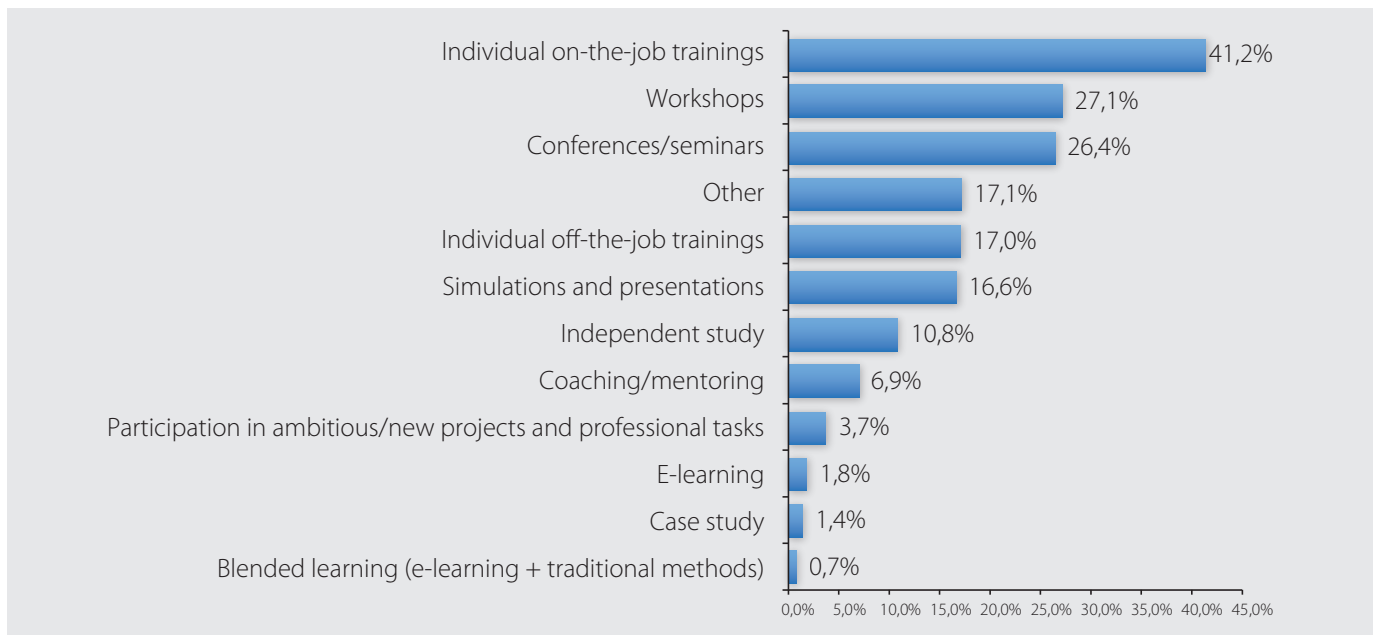 Individual on-the-job trainings 41,2%
Workshops 27,1%
Conferences/seminars 26,4%
Other 17,1%
Individual off-the-job trainings 17,0%
Simulations and presentations 16,6%
Independent study 10,8%
Coaching/mentoring 6,9%
Participation in ambitious/new projects and professional tasks 3,7%
E-learning 1,8%
Case study 1,4%
Blended learning (e-learning + traditional methods) 0,7%
0,0% 5,0% 10,0% 15,0% 20,0% 25,0% 30,0% 35,0% 40,0% 45,0%